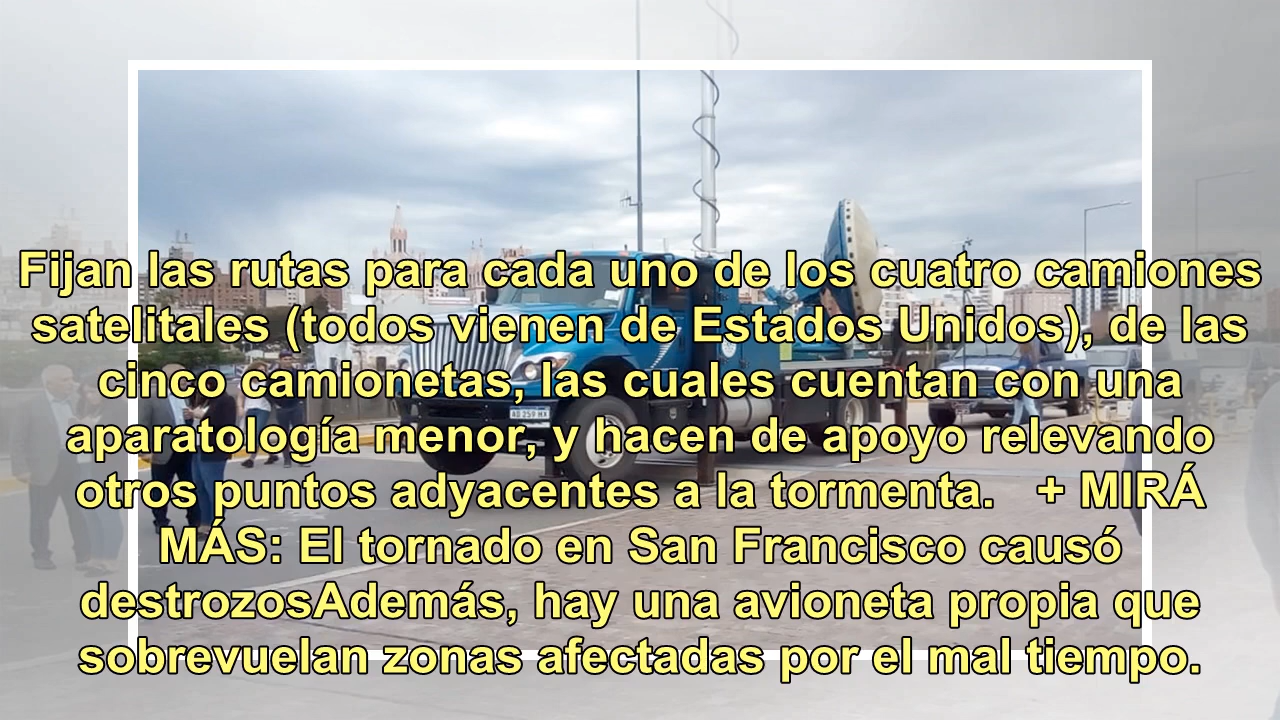 Fijan las rutas para cada uno de los cuatro camiones
satelitales (todos vienen de Estados Unidos), de las
cinco camionetas, las cuales cuentan con una
aparatología menor, y hacen de apoyo relevando
otros puntos adyacentes a la tormenta.   + MIRÁ
MÁS: El tornado en San Francisco causó
destrozosAdemás, hay una avioneta propia que
sobrevuelan zonas afectadas por el mal tiempo.
AD 259 HX